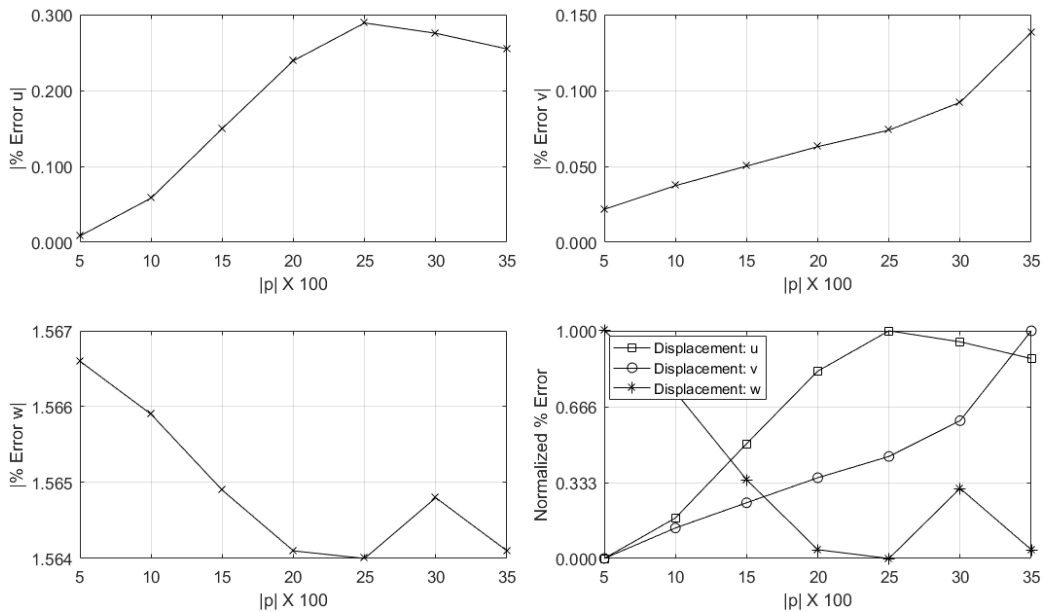 0.300
0.200
0.100
0.000
|% Error u|
5 10 15 20 25 30 35
|p| X 100
0.150
0.100
0.050
0.000
|% Error v|
5 10 15 20 25 30 35
|p| X 100
1.567
1.566
1.565
1.564
|% Error w|
5 10 15 20 25 30 35
|p| X 100
1.000
0.666
0.333
0.000
Normalized % Error
Displacement: u
Displacement: v
Displacement: w
5 10 15 20 25 30 35
|p| X 100